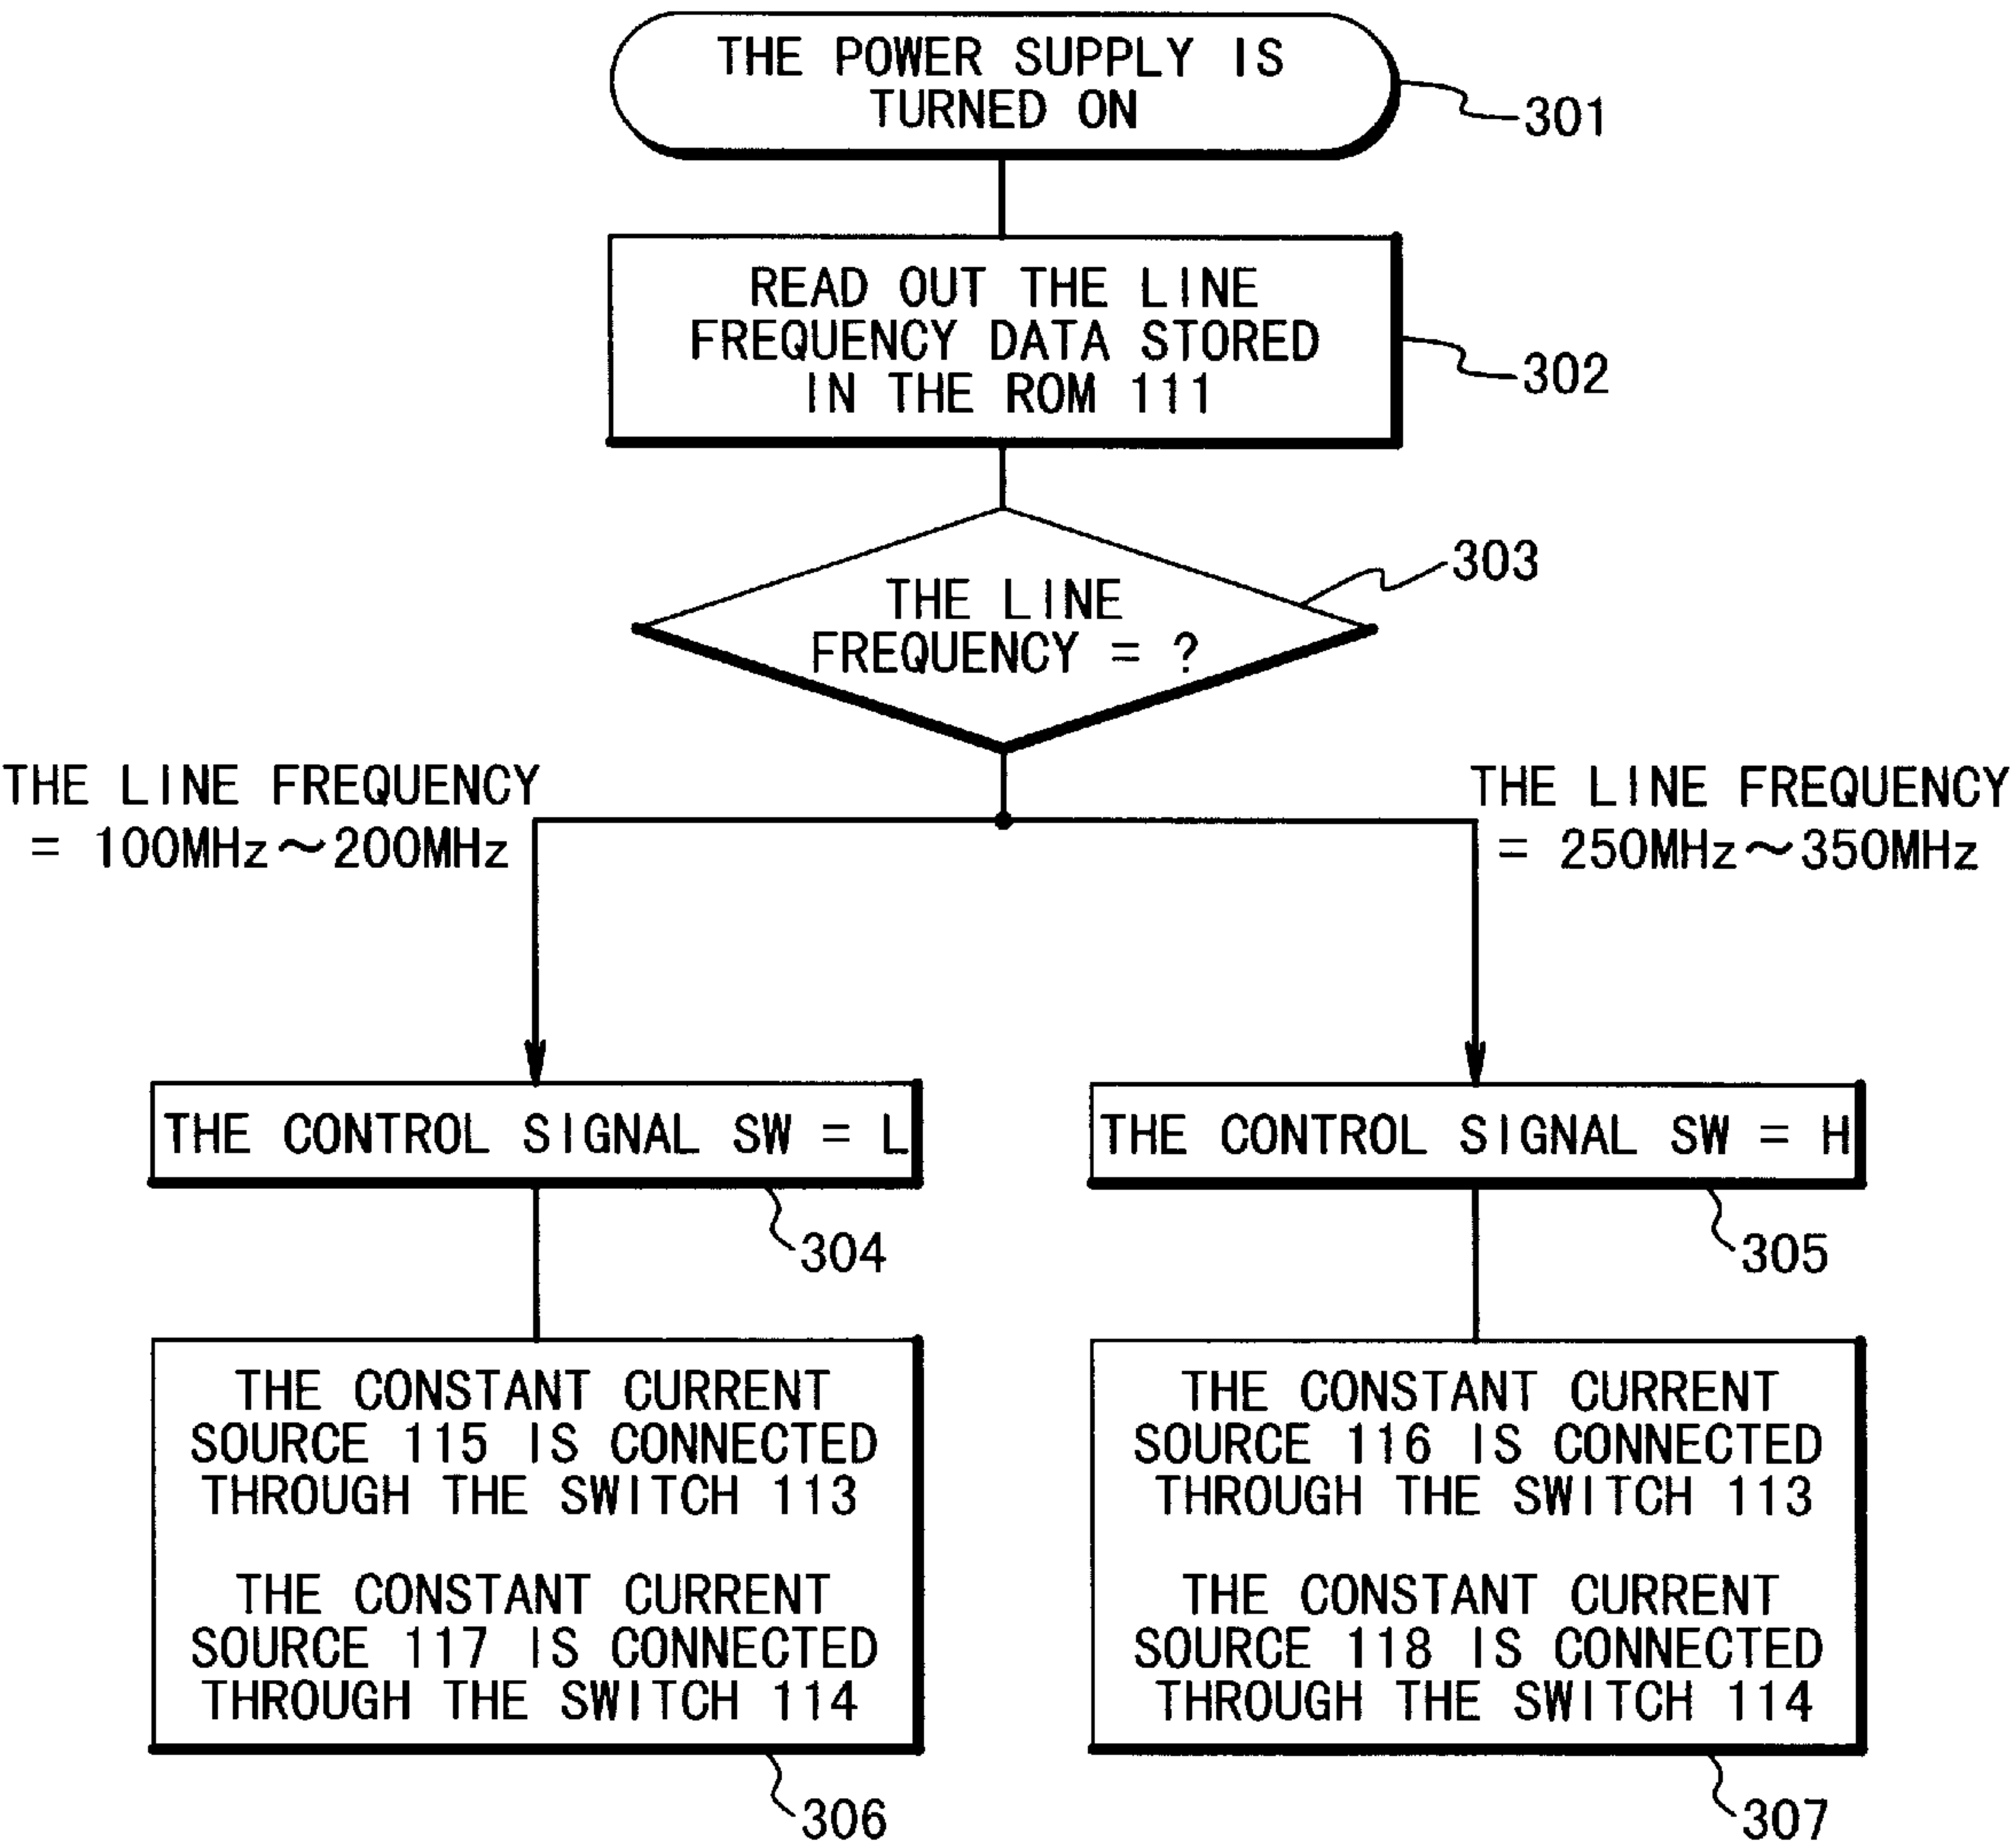 THE POWER SUPPLY IS
TURNED ON
301
READ OUT THE LINE
FREQUENCY DATA STORED
IN THE ROM 111
302
303
THE LINE
FREQUENCY = ?
THE LINE FREQUENCY
= 100MHz～200MHz
THE LINE FREQUENCY
= 250MHz～350MHz
THE CONTROL SIGNAL SW = L
304
THE CONTROL SIGNAL SW = H
305
THE CONSTANT CURRENT
SOURCE 115 IS CONNECTED
THROUGH THE SWITCH 113
THE CONSTANT CURRENT
SOURCE 117 IS CONNECTED
THROUGH THE SWITCH 114
306
THE CONSTANT CURRENT
SOURCE 116 IS CONNECTED
THROUGH THE SWITCH 113
THE CONSTANT CURRENT
SOURCE 118 IS CONNECTED
THROUGH THE SWITCH 114
307